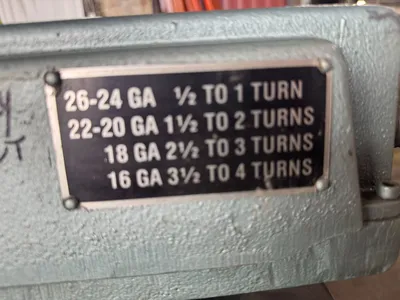 26-24 GA ½ TO 1 TURN
22-20 GA 1½ TO 2 TURNS
18 GA 2½ TO 3 TURNS
16 GA 3½ TO 4 TURNS